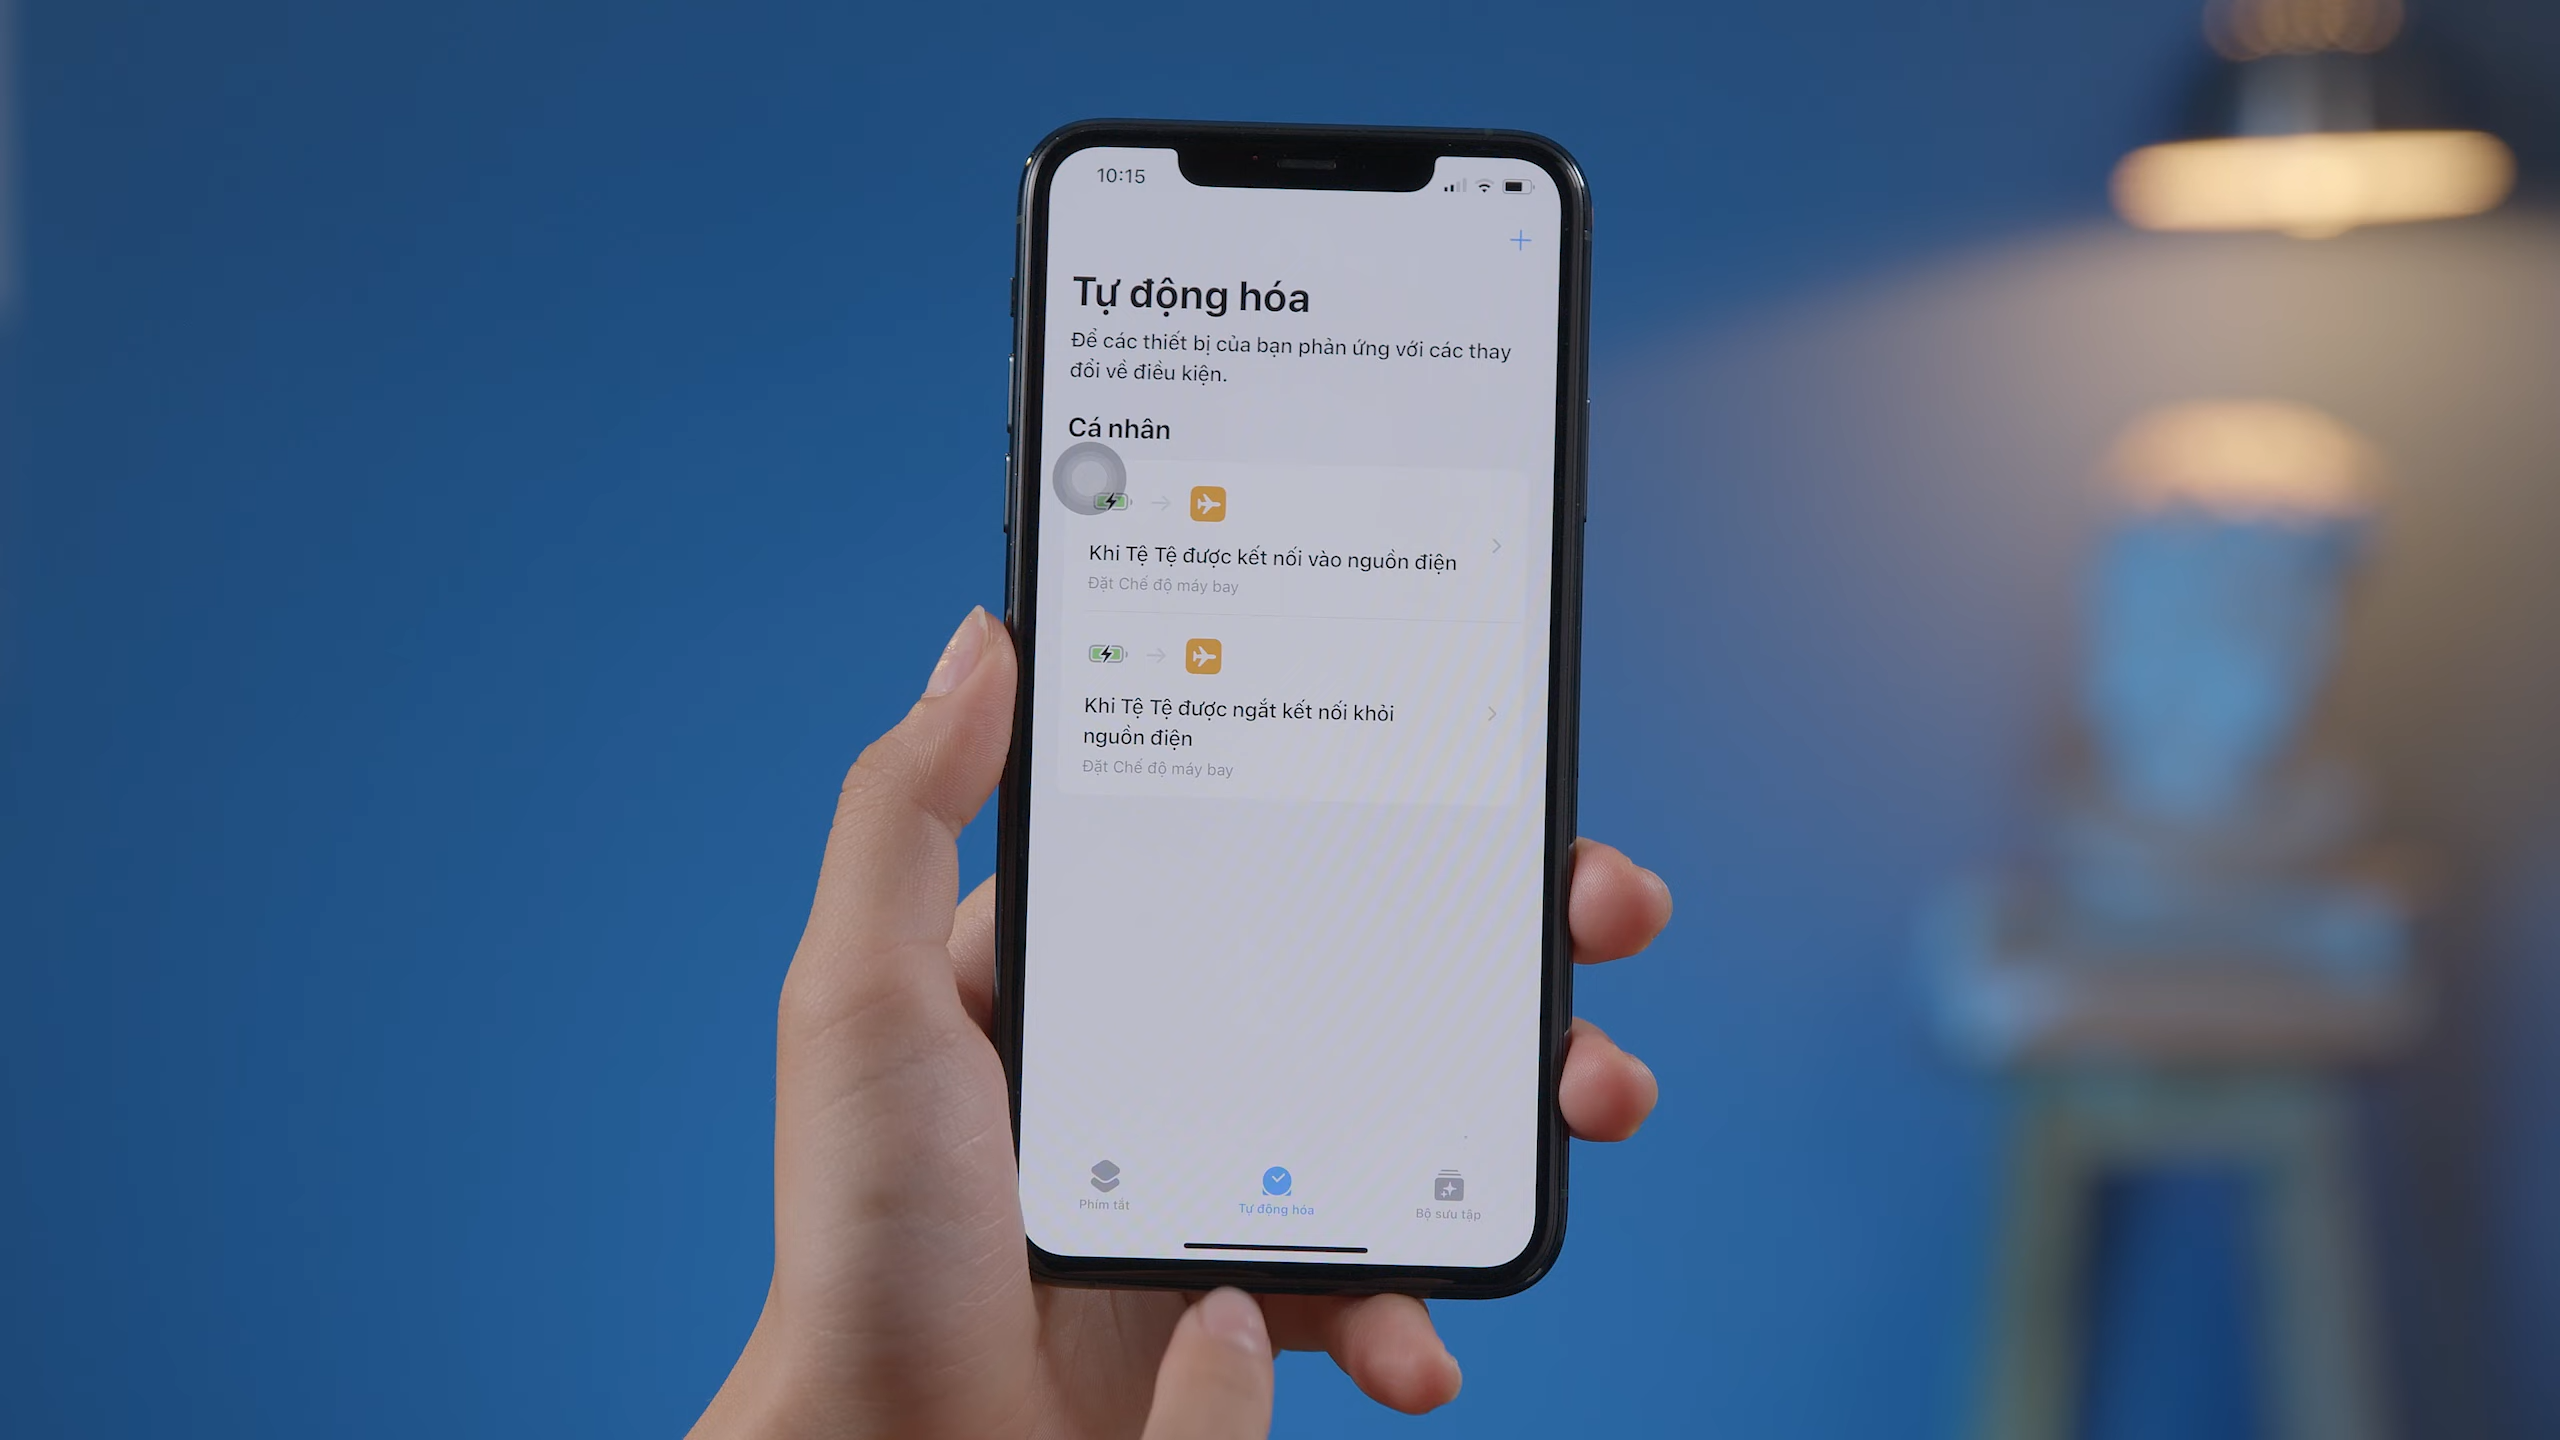 10:15
Tự động hóa
Để các thiết bị của bạn phản ứng với các thay
đổi về điều kiện.
Cá nhân
Khi Tệ Tệ được kết nối vào nguồn điện
Đặt Chế độ máy bay
Khi Tệ Tệ được ngắt kết nối khỏi
nguồn điện
Đặt Chế độ máy bay
Phím tắt
Tự động hóa
Bộ sưu tập